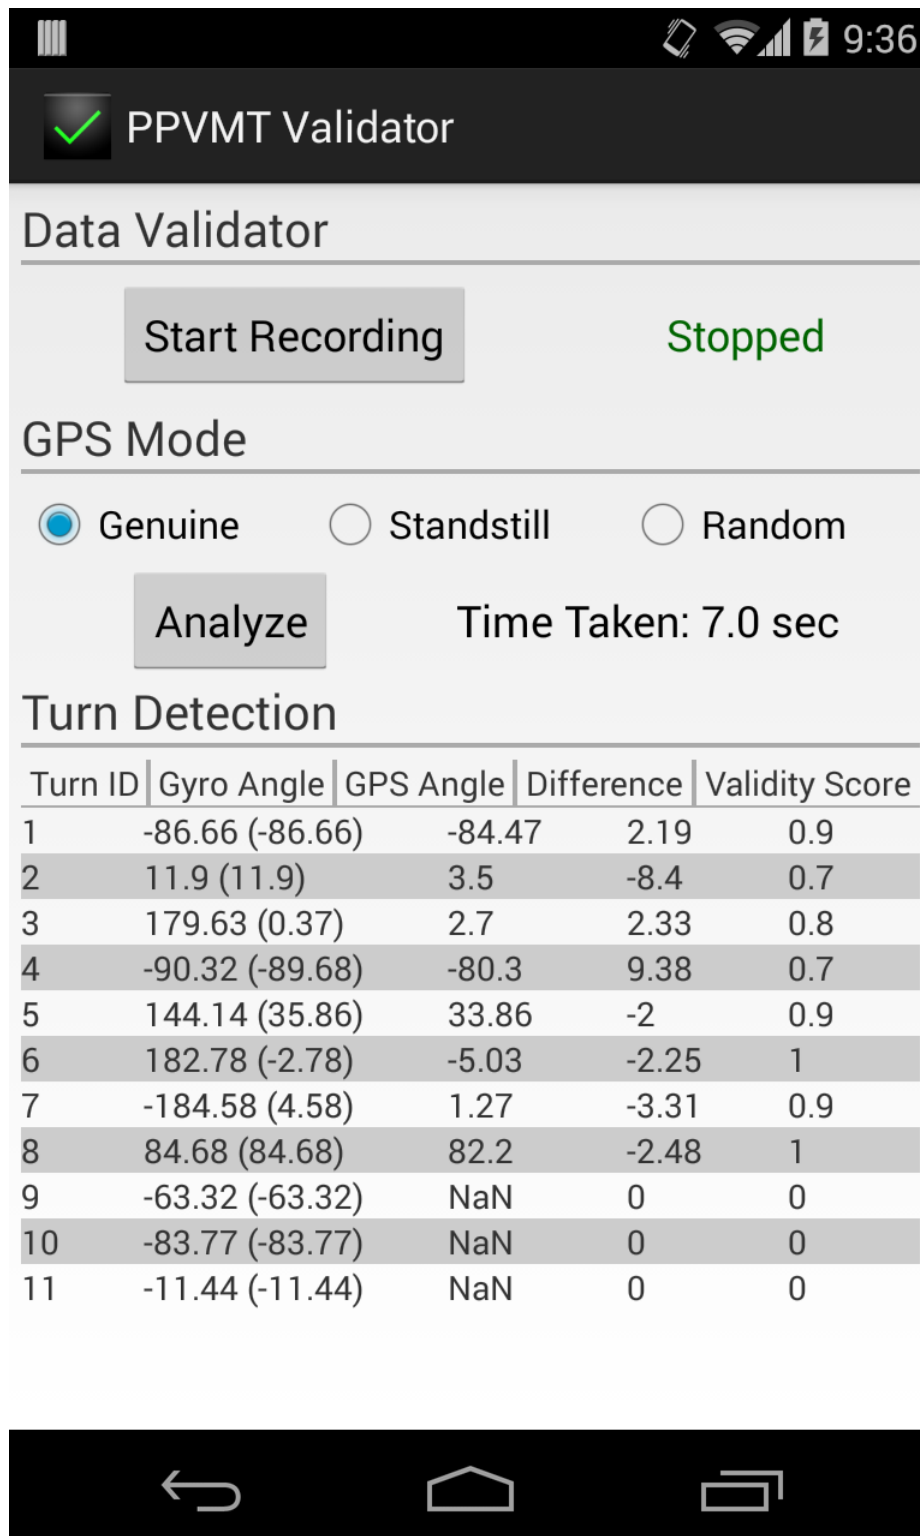 9:36
PPVMT Validator
Data Validator
Start Recording Stopped
GPS Mode
Genuine Standstill Random
Analyze Time Taken: 7.0 sec
Turn Detection
Turn ID Gyro Angle GPS Angle Difference Validity Score
1 -86.66 (-86.66) -84.47 2.19 0.9
2 11.9 (11.9) 3.5 -8.4 0.7
3 179.63 (0.37) 2.7 2.33 0.8
4 -90.32 (-89.68) -80.3 9.38 0.7
5 144.14 (35.86) 33.86 -2 0.9
6 182.78 (-2.78) -5.03 -2.25 1
7 -184.58 (4.58) 1.27 -3.31 0.9
8 84.68 (84.68) 82.2 -2.48 1
9 -63.32 (-63.32) NaN 0 0
10 -83.77 (-83.77) NaN 0 0
11 -11.44 (-11.44) NaN 0 0